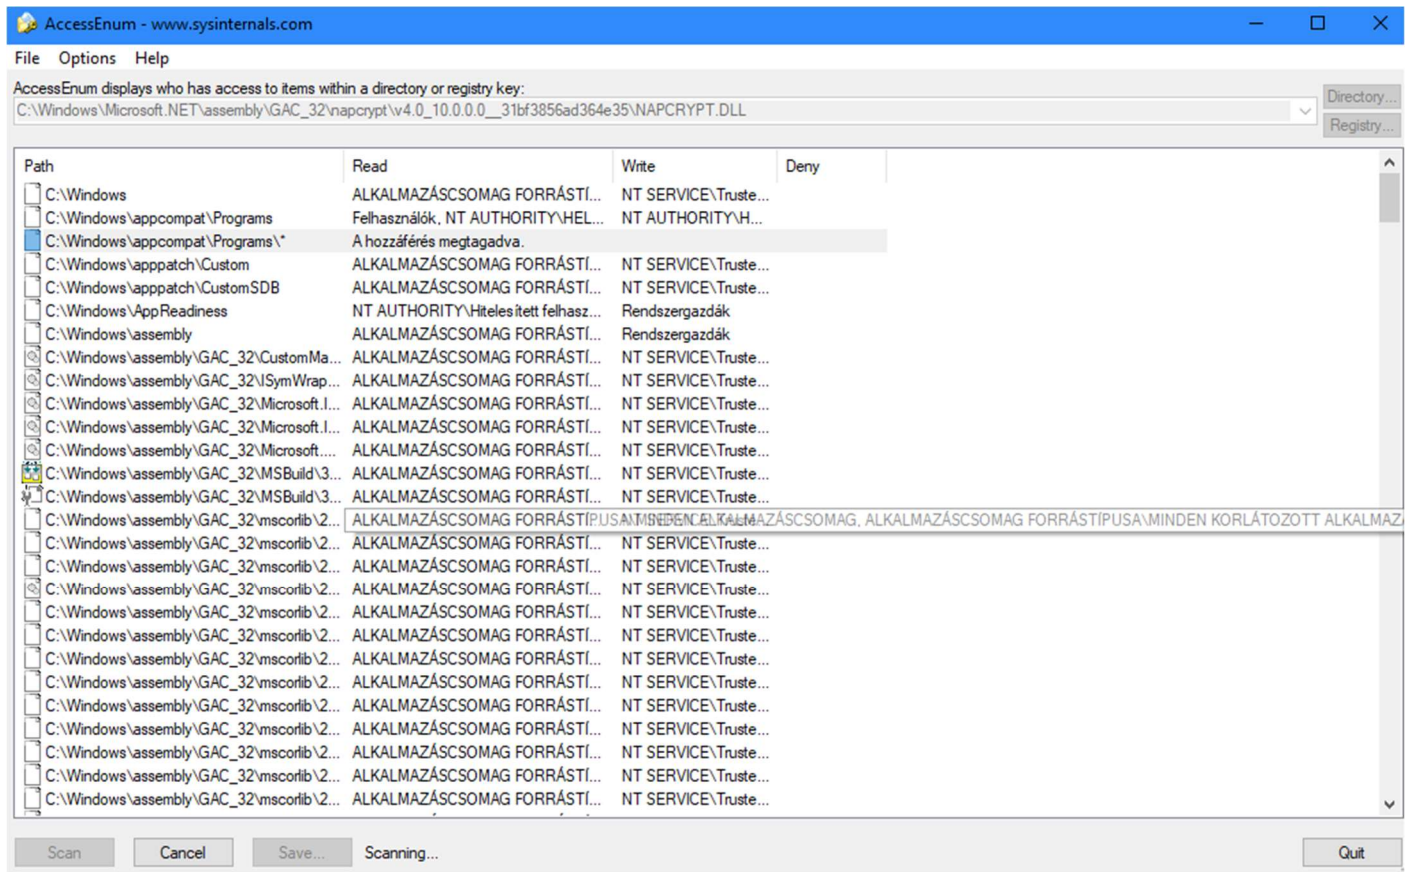 AccessEnum - www.sysinternals.com
File Options Help
AccessEnum displays who has access to items within a directory or registry key:
C:\Windows\Microsoft.NET\assembly\GAC_32\napcrypt\v4.0_10.0.0.0__31bf3856ad364e35\NAPCRYPT.DLL
Directory...
Registry...
Path Read Write Deny
C:\Windows ALKALMAZÁSCSOMAG FORRÁSTÍ... NT SERVICE\Truste...
C:\Windows\appcompat\Programs Felhasználók, NT AUTHORITY\HEL... NT AUTHORITY\H...
C:\Windows\appcompat\Programs\* A hozzáférés megtagadva.
C:\Windows\apppatch\Custom ALKALMAZÁSCSOMAG FORRÁSTÍ... NT SERVICE\Truste...
C:\Windows\apppatch\CustomSDB ALKALMAZÁSCSOMAG FORRÁSTÍ... NT SERVICE\Truste...
C:\Windows\AppReadiness NT AUTHORITY\Hitelesített felhasz... Rendszergazdák
C:\Windows\assembly ALKALMAZÁSCSOMAG FORRÁSTÍ... Rendszergazdák
C:\Windows\assembly\GAC_32\CustomMa... ALKALMAZÁSCSOMAG FORRÁSTÍ... NT SERVICE\Truste...
C:\Windows\assembly\GAC_32\ISymWrap... ALKALMAZÁSCSOMAG FORRÁSTÍ... NT SERVICE\Truste...
C:\Windows\assembly\GAC_32\Microsoft.I... ALKALMAZÁSCSOMAG FORRÁSTÍ... NT SERVICE\Truste...
C:\Windows\assembly\GAC_32\Microsoft.I... ALKALMAZÁSCSOMAG FORRÁSTÍ... NT SERVICE\Truste...
C:\Windows\assembly\GAC_32\Microsoft.... ALKALMAZÁSCSOMAG FORRÁSTÍ... NT SERVICE\Truste...
C:\Windows\assembly\GAC_32\MSBuild\3... ALKALMAZÁSCSOMAG FORRÁSTÍ... NT SERVICE\Truste...
C:\Windows\assembly\GAC_32\MSBuild\3... ALKALMAZÁSCSOMAG FORRÁSTÍ... NT SERVICE\Truste...
C:\Windows\assembly\GAC_32\mscorlib\2... ALKALMAZÁSCSOMAG FORRÁSTÍPUSA\MINDEN ALKALMAZÁSCSOMAG, ALKALMAZÁSCSOMAG FORRÁSTÍPUSA\MINDEN KORLÁTOZOTT ALKALMAZ
C:\Windows\assembly\GAC_32\mscorlib\2... ALKALMAZÁSCSOMAG FORRÁSTÍ... NT SERVICE\Truste...
C:\Windows\assembly\GAC_32\mscorlib\2... ALKALMAZÁSCSOMAG FORRÁSTÍ... NT SERVICE\Truste...
C:\Windows\assembly\GAC_32\mscorlib\2... ALKALMAZÁSCSOMAG FORRÁSTÍ... NT SERVICE\Truste...
C:\Windows\assembly\GAC_32\mscorlib\2... ALKALMAZÁSCSOMAG FORRÁSTÍ... NT SERVICE\Truste...
C:\Windows\assembly\GAC_32\mscorlib\2... ALKALMAZÁSCSOMAG FORRÁSTÍ... NT SERVICE\Truste...
C:\Windows\assembly\GAC_32\mscorlib\2... ALKALMAZÁSCSOMAG FORRÁSTÍ... NT SERVICE\Truste...
C:\Windows\assembly\GAC_32\mscorlib\2... ALKALMAZÁSCSOMAG FORRÁSTÍ... NT SERVICE\Truste...
C:\Windows\assembly\GAC_32\mscorlib\2... ALKALMAZÁSCSOMAG FORRÁSTÍ... NT SERVICE\Truste...
C:\Windows\assembly\GAC_32\mscorlib\2... ALKALMAZÁSCSOMAG FORRÁSTÍ... NT SERVICE\Truste...
C:\Windows\assembly\GAC_32\mscorlib\2... ALKALMAZÁSCSOMAG FORRÁSTÍ... NT SERVICE\Truste...
C:\Windows\assembly\GAC_32\mscorlib\2... ALKALMAZÁSCSOMAG FORRÁSTÍ... NT SERVICE\Truste...
C:\Windows\assembly\GAC_32\mscorlib\2... ALKALMAZÁSCSOMAG FORRÁSTÍ... NT SERVICE\Truste...
Scan Cancel Save... Scanning... Quit